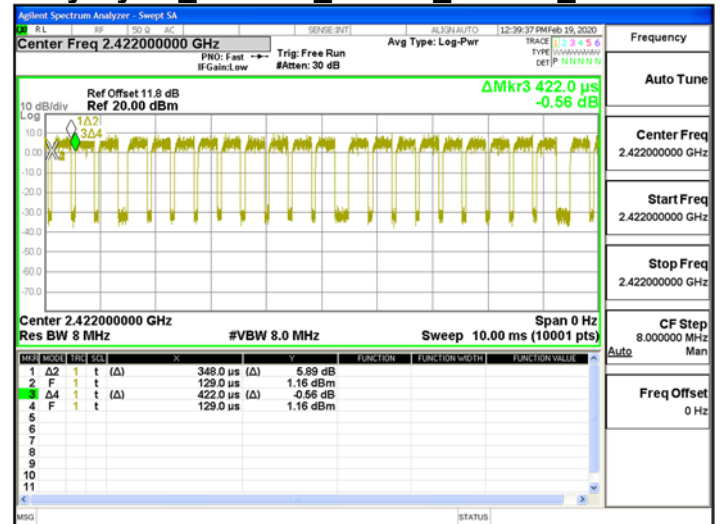 Agilent Spectrum Analyzer - Swept SA
RL RF 50 Ω AC SENSE:INT ALIGNAUTO 12:39:37 PM Feb 19, 2020
Center Freq 2.422000000 GHz
PNO: Fast
IFGain:Low
Trig: Free Run
#Atten: 30 dB
Avg Type: Log-Pwr
TRACE 1 2 3 4 5 6
TYPE
DET P N N N N N
Frequency
ΔMkr3 422.0 µs
-0.56 dB
Ref Offset 11.8 dB
10 dB/div Ref 20.00 dBm
Log
1Δ2
3Δ4
10.0
0.00
-10.0
-20.0
-30.0
-40.0
-50.0
-60.0
-70.0
Center 2.422000000 GHz Span 0 Hz
Res BW 8 MHz #VBW 8.0 MHz Sweep 10.00 ms (10001 pts)
MKR MODE TRC SCL X Y FUNCTION FUNCTION WIDTH FUNCTION VALUE
1 Δ2 1 t (Δ) 348.0 µs (Δ) 5.89 dB
2 F 1 t 129.0 µs 1.16 dBm
3 Δ4 1 t (Δ) 422.0 µs (Δ) -0.56 dB
4 F 1 t 129.0 µs 1.16 dBm
5
6
7
8
9
10
11
MSG STATUS
Auto Tune
Center Freq
2.422000000 GHz
Start Freq
2.422000000 GHz
Stop Freq
2.422000000 GHz
CF Step
8.000000 MHz
Auto Man
Freq Offset
0 Hz